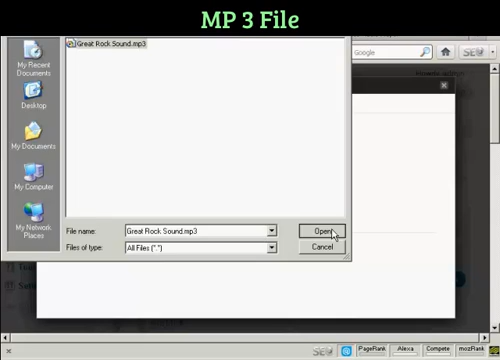 MP 3 File
Great Rock Sound.mp3
My Recent
Documents
Desktop
My Documents
My Computer
My Network
Places
File name: Great Rock Sound.mp3 Open
Files of type: All Files (*.*) Cancel
Google
PageRank Alexa Compete mozRank